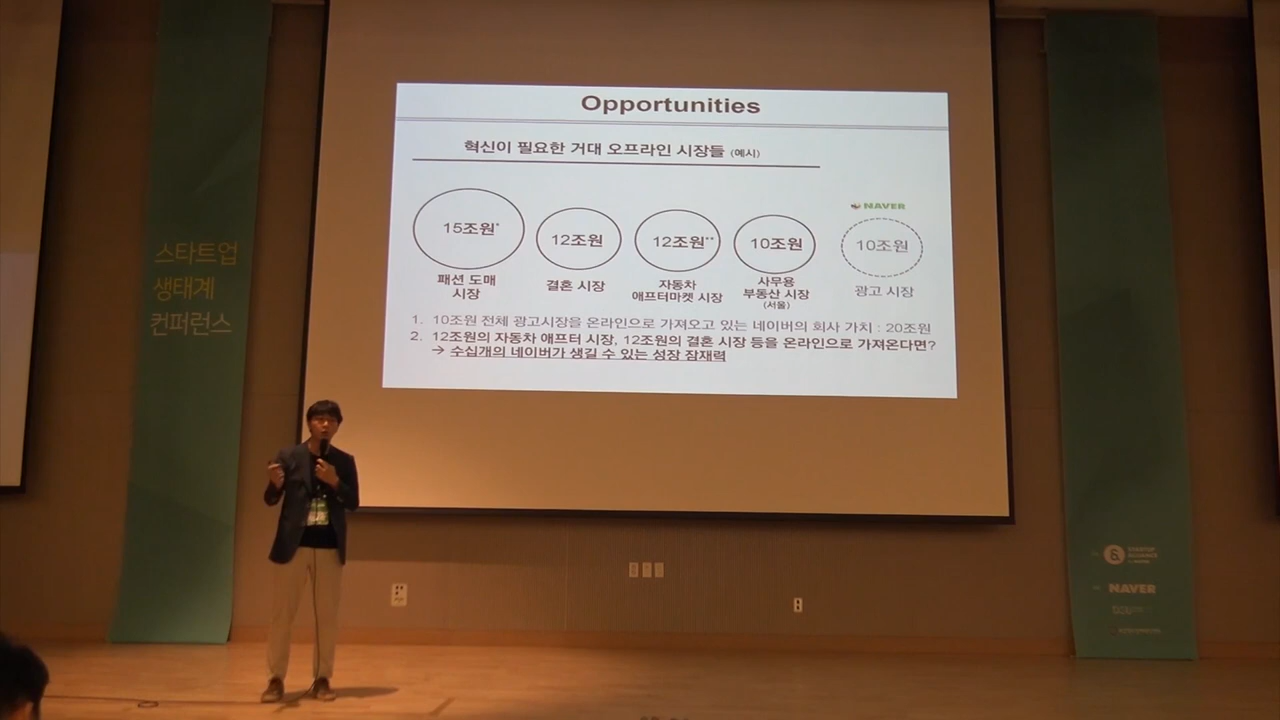 Opportunities
혁신이 필요한 거대 오프라인 시장들 (예시)
NAVER
15조원*
12조원
12조원**
10조원
10조원
패션 도매
시장
결혼 시장
자동차
애프터마켓 시장
사무용
부동산 시장
(서울)
광고 시장
1. 10조원 전체 광고시장을 온라인으로 가져오고 있는 네이버의 회사 가치 : 20조원
2. 12조원의 자동차 애프터 시장, 12조원의 결혼 시장 등을 온라인으로 가져온다면?
→ 수십개의 네이버가 생길 수 있는 성장 잠재력
스타트업
생태계
컨퍼런스
&
STARTUP
ALLIANCE
NAVER